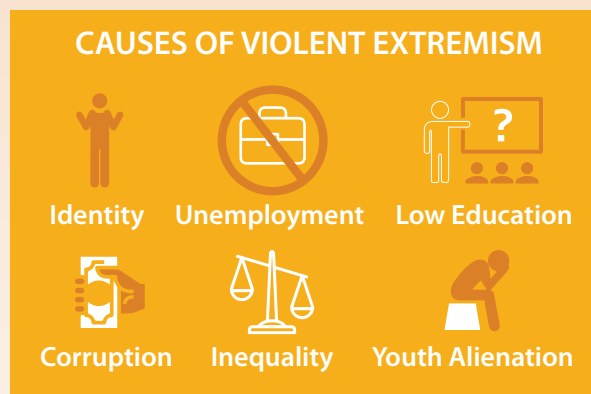 CAUSES OF VIOLENT EXTREMISM
?
Identity Unemployment Low Education
Corruption Inequality Youth Alienation